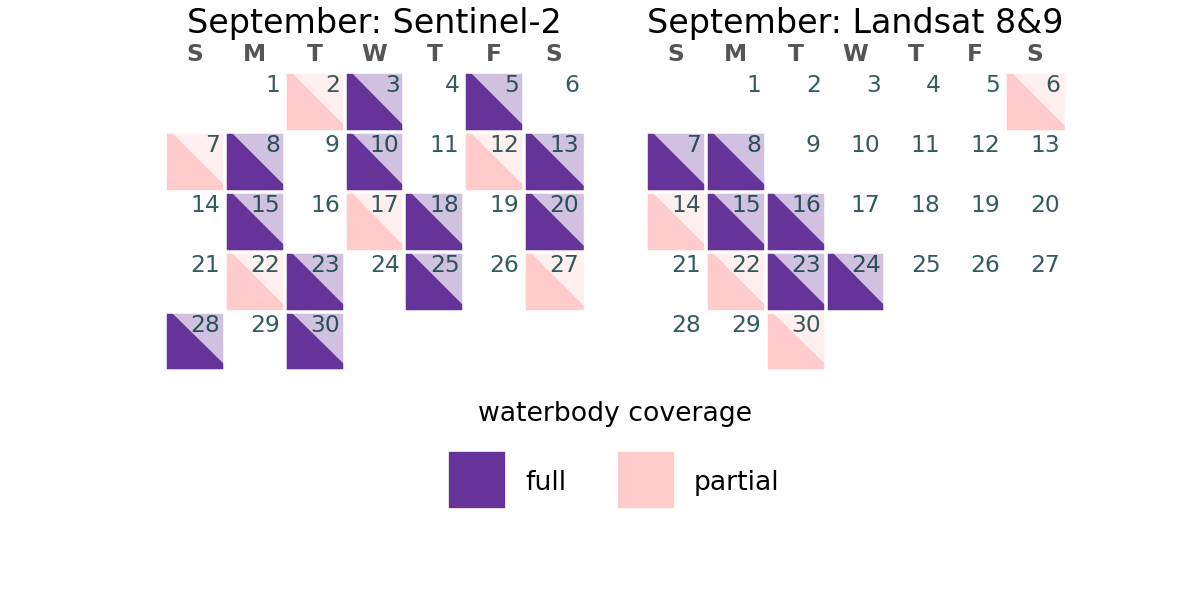 September: Sentinel-2
S M T W T F S
1 2 3 4 5 6
7 8 9 10 11 12 13
14 15 16 17 18 19 20
21 22 23 24 25 26 27
28 29 30
September: Landsat 8&9
S M T W T F S
1 2 3 4 5 6
7 8 9 10 11 12 13
14 15 16 17 18 19 20
21 22 23 24 25 26 27
28 29 30
waterbody coverage
full partial